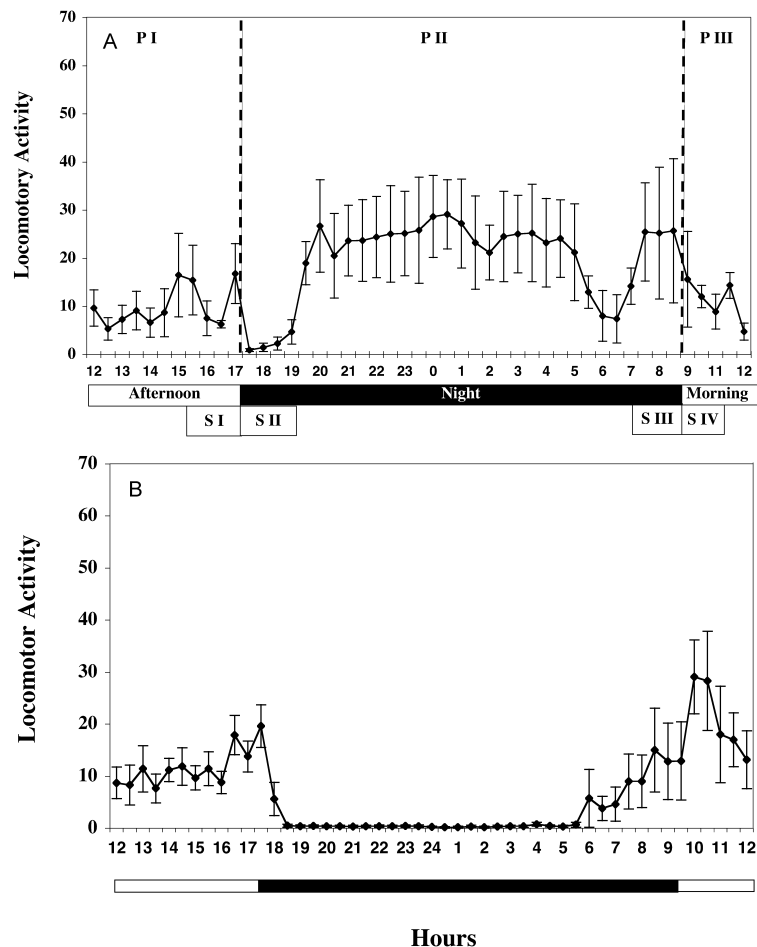 A
P I P II P III
70
60
50
40
30
20
10
0
Locomotory Activity
12 13 14 15 16 17 18 19 20 21 22 23 0 1 2 3 4 5 6 7 8 9 11 12
Afternoon Night Morning
S I S II S III S IV
B
70
60
50
40
30
20
10
0
Locomotor Activity
12 13 14 15 16 17 18 19 20 21 22 23 24 1 2 3 4 5 6 7 8 9 10 11 12
Hours